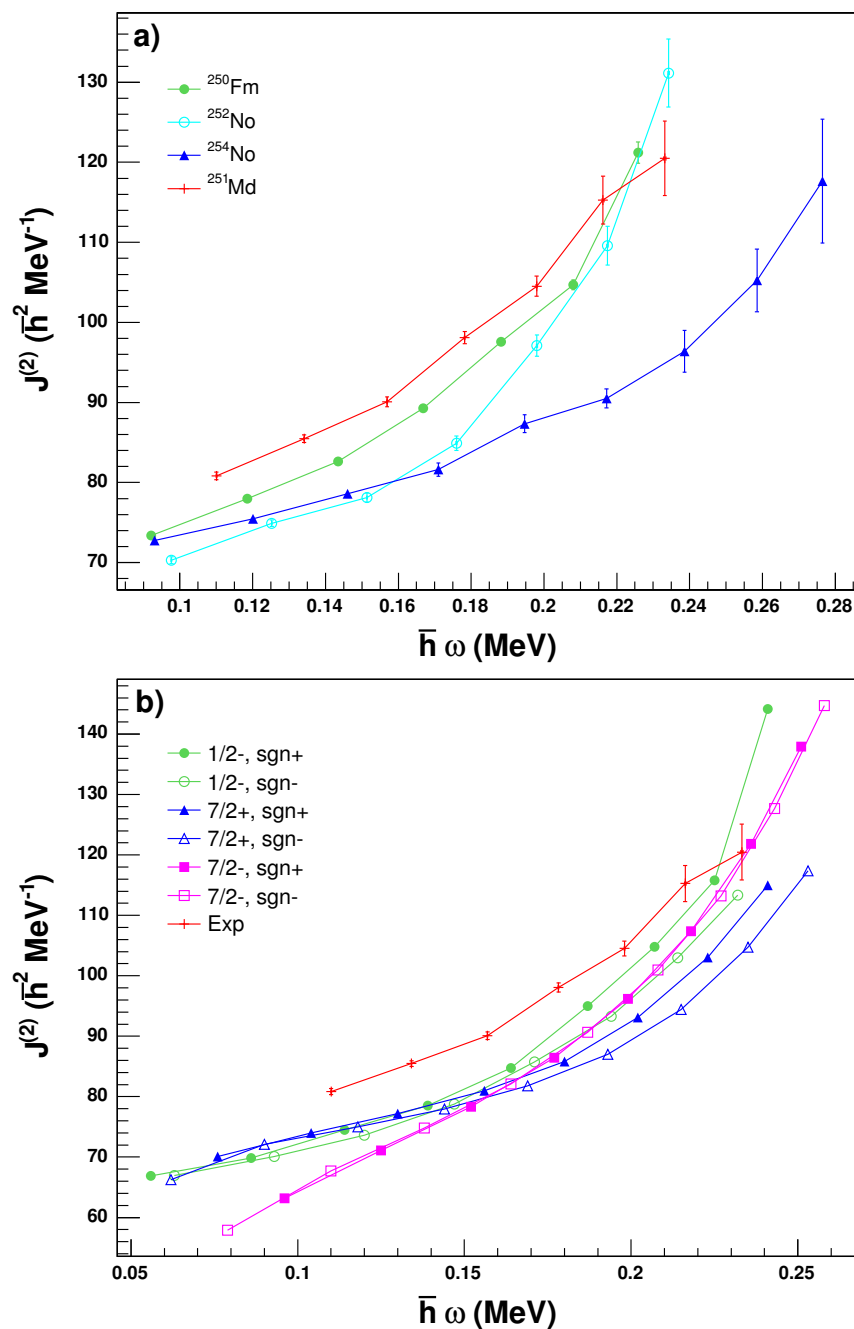 a)
²⁵⁰Fm
²⁵²No
²⁵⁴No
²⁵¹Md
130
120
110
100
90
80
70
J⁽²⁾ (ħ² MeV⁻¹)
0.1 0.12 0.14 0.16 0.18 0.2 0.22 0.24 0.26 0.28
ħ ω (MeV)
b)
1/2-, sgn+
1/2-, sgn-
7/2+, sgn+
7/2+, sgn-
7/2-, sgn+
7/2-, sgn-
Exp
140
130
120
110
100
90
80
70
60
J⁽²⁾ (ħ² MeV⁻¹)
0.05 0.1 0.15 0.2 0.25
ħ ω (MeV)